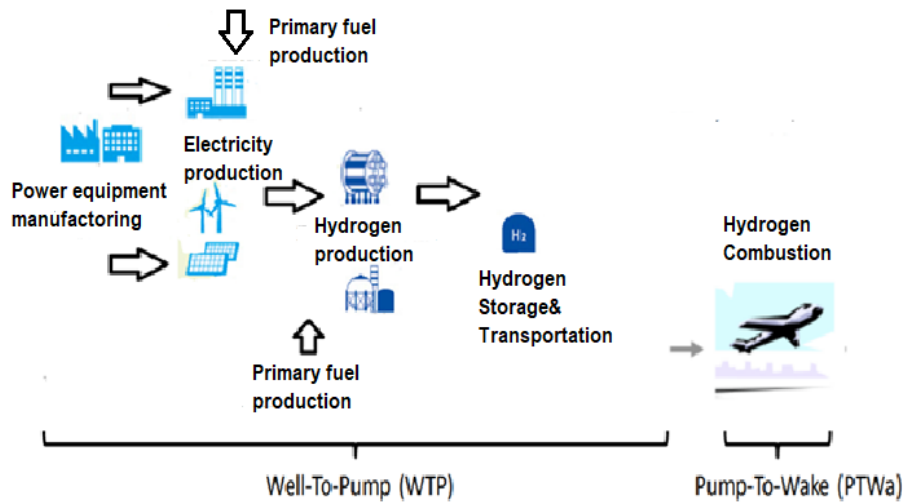 Primary fuel
production
Electricity
production
Power equipment
manufactoring
Hydrogen
production
H₂
Hydrogen
Storage&
Transportation
Hydrogen
Combustion
Primary fuel
production
Well-To-Pump (WTP)
Pump-To-Wake (PTWa)